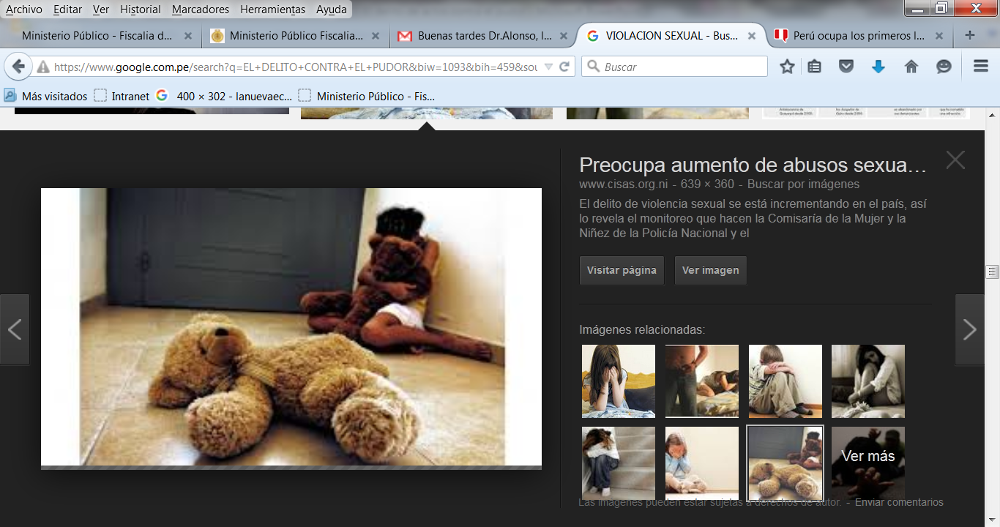 Archivo Editar Ver Historial Marcadores Herramientas Ayuda
Ministerio Público - Fiscalia d... Ministerio Público Fiscalia... Buenas tardes Dr.Alonso, l... VIOLACION SEXUAL - Bus... Perú ocupa los primeros l...
https://www.google.com.pe/search?q=EL+DELITO+CONTRA+EL+PUDOR&biw=1093&bih=459&sou Buscar
Más visitados Intranet 400 × 302 - lanuevaec... Ministerio Público - Fis...
Preocupa aumento de abusos sexua...
www.cisas.org.ni - 639 × 360 - Buscar por imágenes
El delito de violencia sexual se está incrementando en el país, así
lo revela el monitoreo que hacen la Comisaría de la Mujer y la
Niñez de la Policía Nacional y el
Visitar página Ver imagen
Imágenes relacionadas:
Ver más
Las imágenes pueden estar sujetas a derechos de autor. - Enviar comentarios